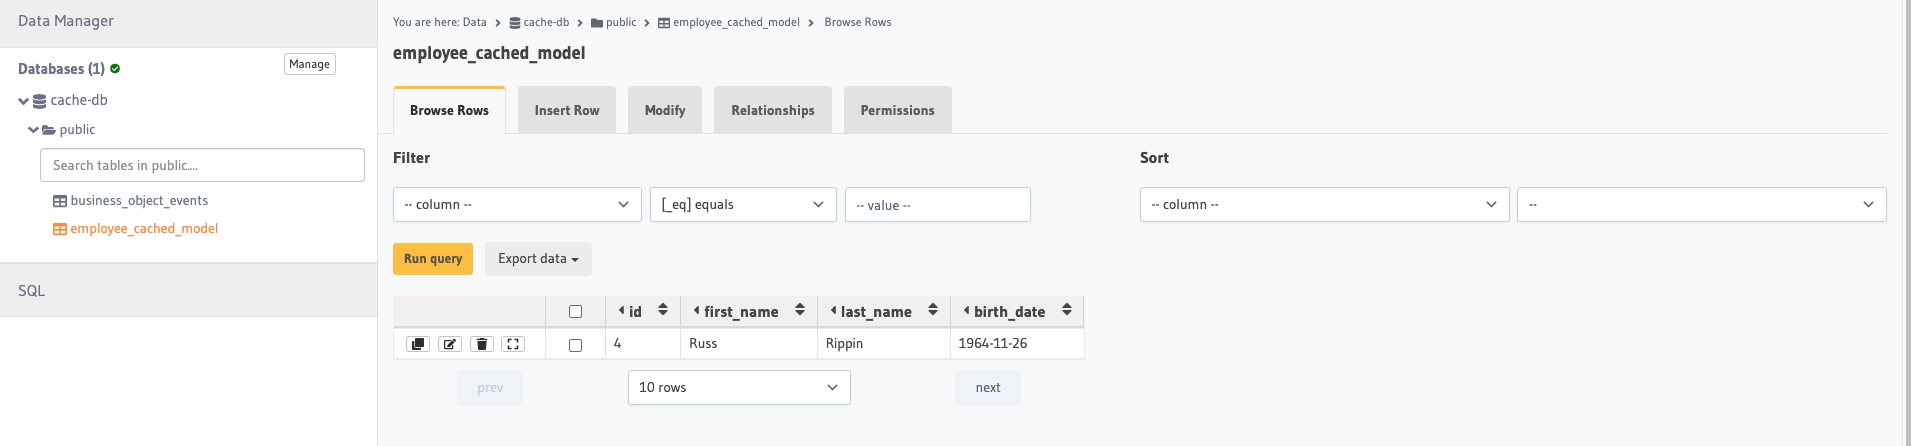 Data Manager
Databases (1)
Manage
cache-db
public
Search tables in public....
business_object_events
employee_cached_model
SQL
You are here: Data > cache-db > public > employee_cached_model > Browse Rows
employee_cached_model
Browse Rows Insert Row Modify Relationships Permissions
Filter Sort
-- column -- [_eq] equals -- value -- -- column -- --
Run query Export data
id first_name last_name birth_date
4 Russ Rippin 1964-11-26
prev 10 rows next